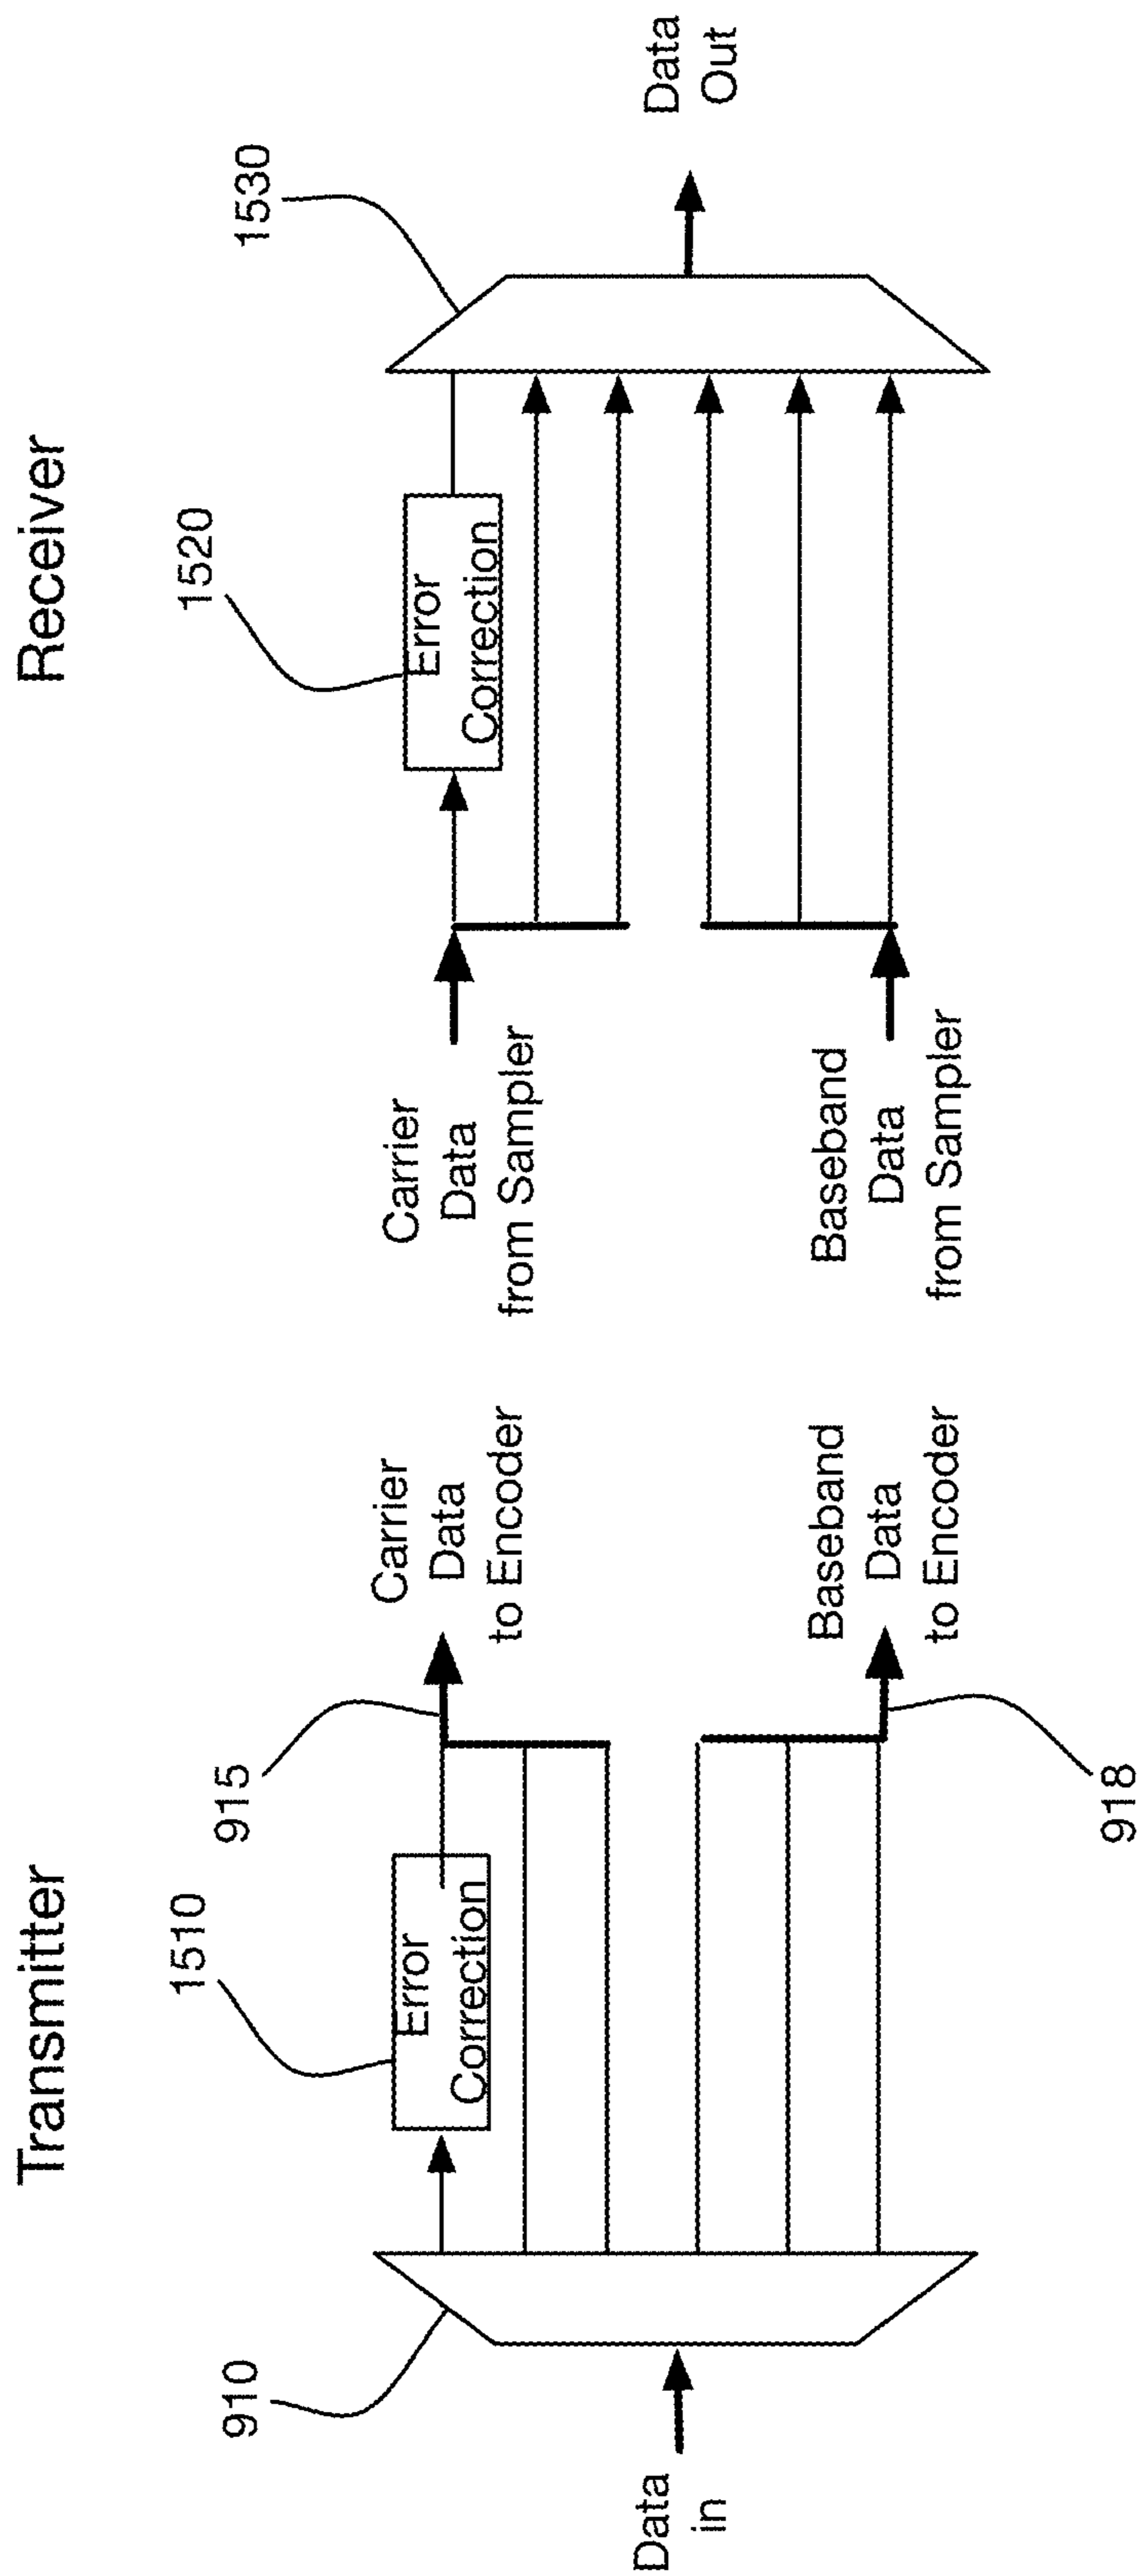 Transmitter
Receiver
910
1510
915
1520
1530
Data
in
Error
Correction
Carrier
Data
to Encoder
Baseband
Data
to Encoder
918
Carrier
Data
from Sampler
Baseband
Data
from Sampler
Error
Correction
Data
Out